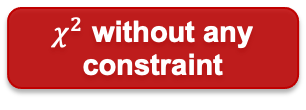 χ² without any
constraint